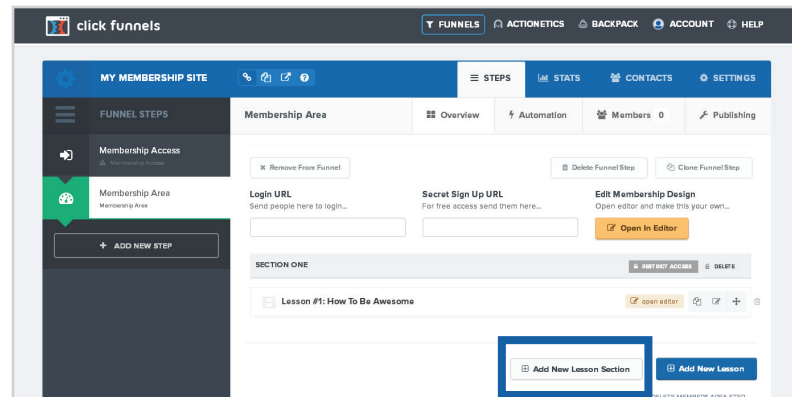 click funnels
FUNNELS ACTIONETICS BACKPACK ACCOUNT HELP
MY MEMBERSHIP SITE STEPS STATS CONTACTS SETTINGS
FUNNEL STEPS
Membership Area Overview Automation Members 0 Publishing
Membership Access
Membership Access
Membership Area
Membership Area
+ ADD NEW STEP
Remove From Funnel Delete Funnel Step Clone Funnel Step
Login URL Secret Sign Up URL Edit Membership Design
Send people here to login... For free access send them here... Open editor and make this your own...
Open In Editor
SECTION ONE RESTRICT ACCESS DELETE
Lesson #1: How To Be Awesome open editor
Add New Lesson Section Add New Lesson
DELETE MEMBERS AREA STEP